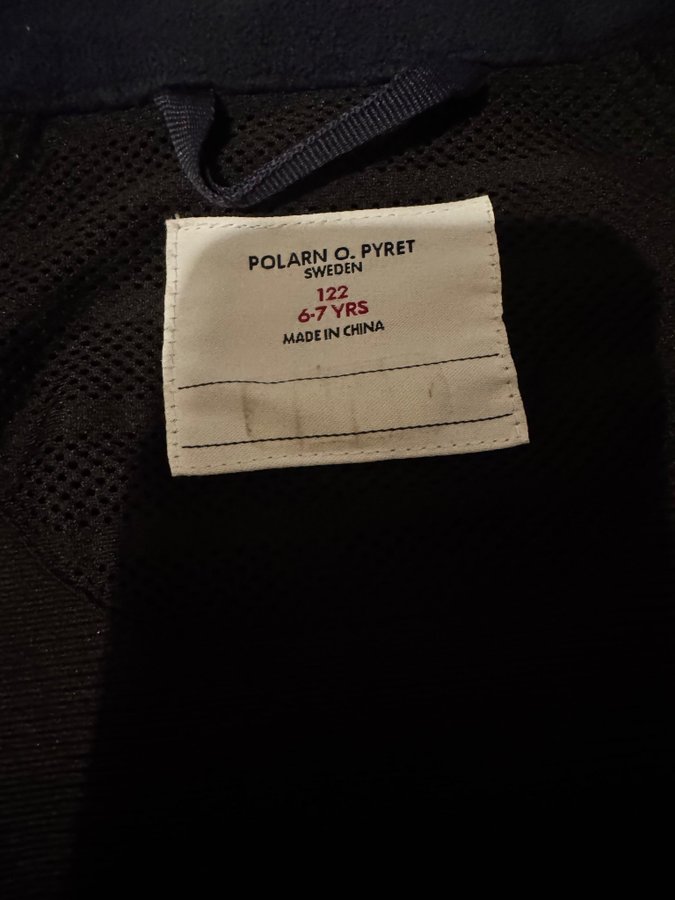 POLARN O. PYRET
SWEDEN
122
6-7 YRS
MADE IN CHINA